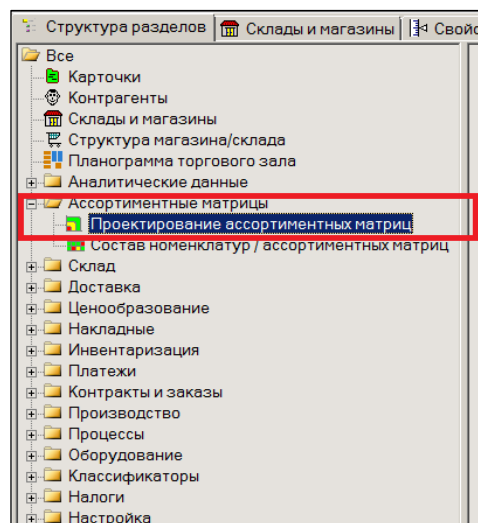 Структура разделов Склады и магазины Свойс
Все
Карточки
Контрагенты
Склады и магазины
Структура магазина/склада
Планограмма торгового зала
Аналитические данные
Ассортиментные матрицы
Проектирование ассортиментных матриц
Состав номенклатур / ассортиментных матриц
Склад
Доставка
Ценообразование
Накладные
Инвентаризация
Платежи
Контракты и заказы
Производство
Процессы
Оборудование
Классификаторы
Налоги
Настройка